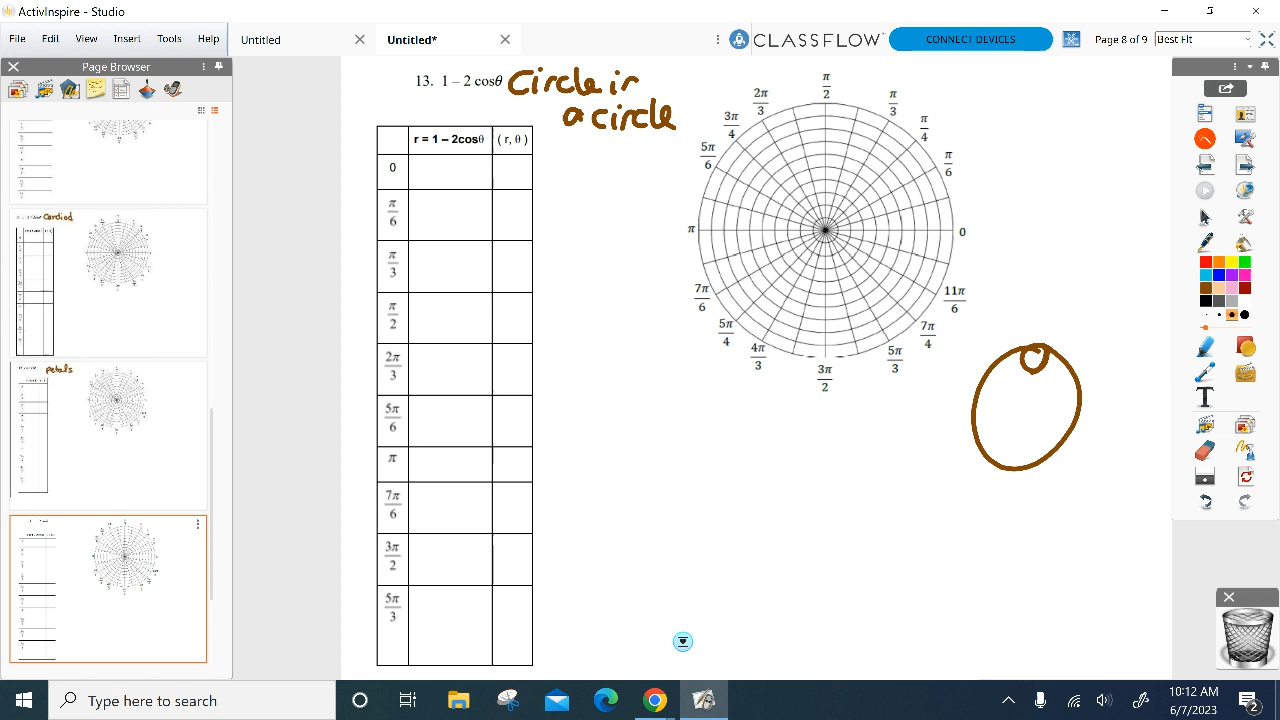 ActivInspire - Studio
File Edit View Insert Tools Help
Untitled
Untitled*
CLASSFLOW
CONNECT DEVICES
Page 8 of 9
Best Fit
Page Browser
Cardiod
petals
13. 1 – 2 cosθ
Circle in
a circle
r = 1 – 2cosθ
( r, θ )
0
π/6
π/3
π/2
2π/3
5π/6
π
7π/6
3π/2
5π/3
π/2
2π/3
π/3
3π/4
π/4
5π/6
π/6
π
0
7π/6
11π/6
5π/4
7π/4
4π/3
5π/3
3π/2
T
Type here to search
10:12 AM
6/7/2023
2